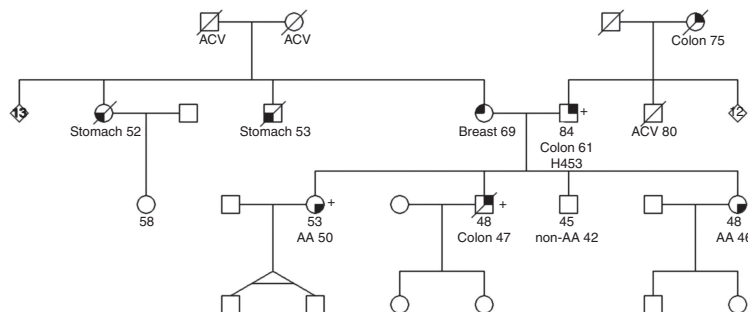 ACV
ACV
Colon 75
13
Stomach 52
Stomach 53
Breast 69
+
84
Colon 61
H453
ACV 80
12
58
53
+
AA 50
48
+
Colon 47
45
non-AA 42
48
AA 46